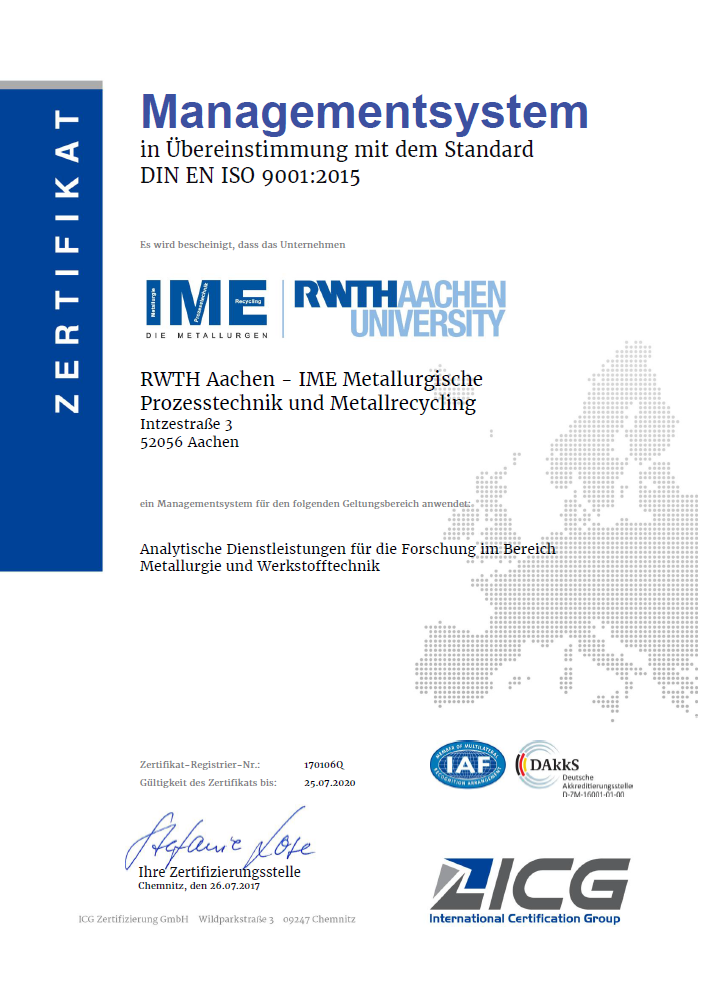 ZERTIFIKAT
Managementsystem
in Übereinstimmung mit dem Standard
DIN EN ISO 9001:2015
Es wird bescheinigt, dass das Unternehmen
Metallurgie
Prozesstechnik
Recycling
IME
DIE METALLURGEN
RWTHAACHEN
UNIVERSITY
RWTH Aachen - IME Metallurgische
Prozesstechnik und Metallrecycling
Intzestraße 3
52056 Aachen
ein Managementsystem für den folgenden Geltungsbereich anwendet:
Analytische Dienstleistungen für die Forschung im Bereich
Metallurgie und Werkstofftechnik
Zertifikat-Registrier-Nr.: 170106Q
Gültigkeit des Zertifikats bis: 25.07.2020
MEMBER OF MULTILATERAL
IAF
RECOGNITION ARRANGEMENT
DAkkS
Deutsche
Akkreditierungsstelle
D-ZM-16001-01-00
Stefanie Lose
Ihre Zertifizierungsstelle
Chemnitz, den 26.07.2017
ICG
International Certification Group
ICG Zertifizierung GmbH Wildparkstraße 3 09247 Chemnitz